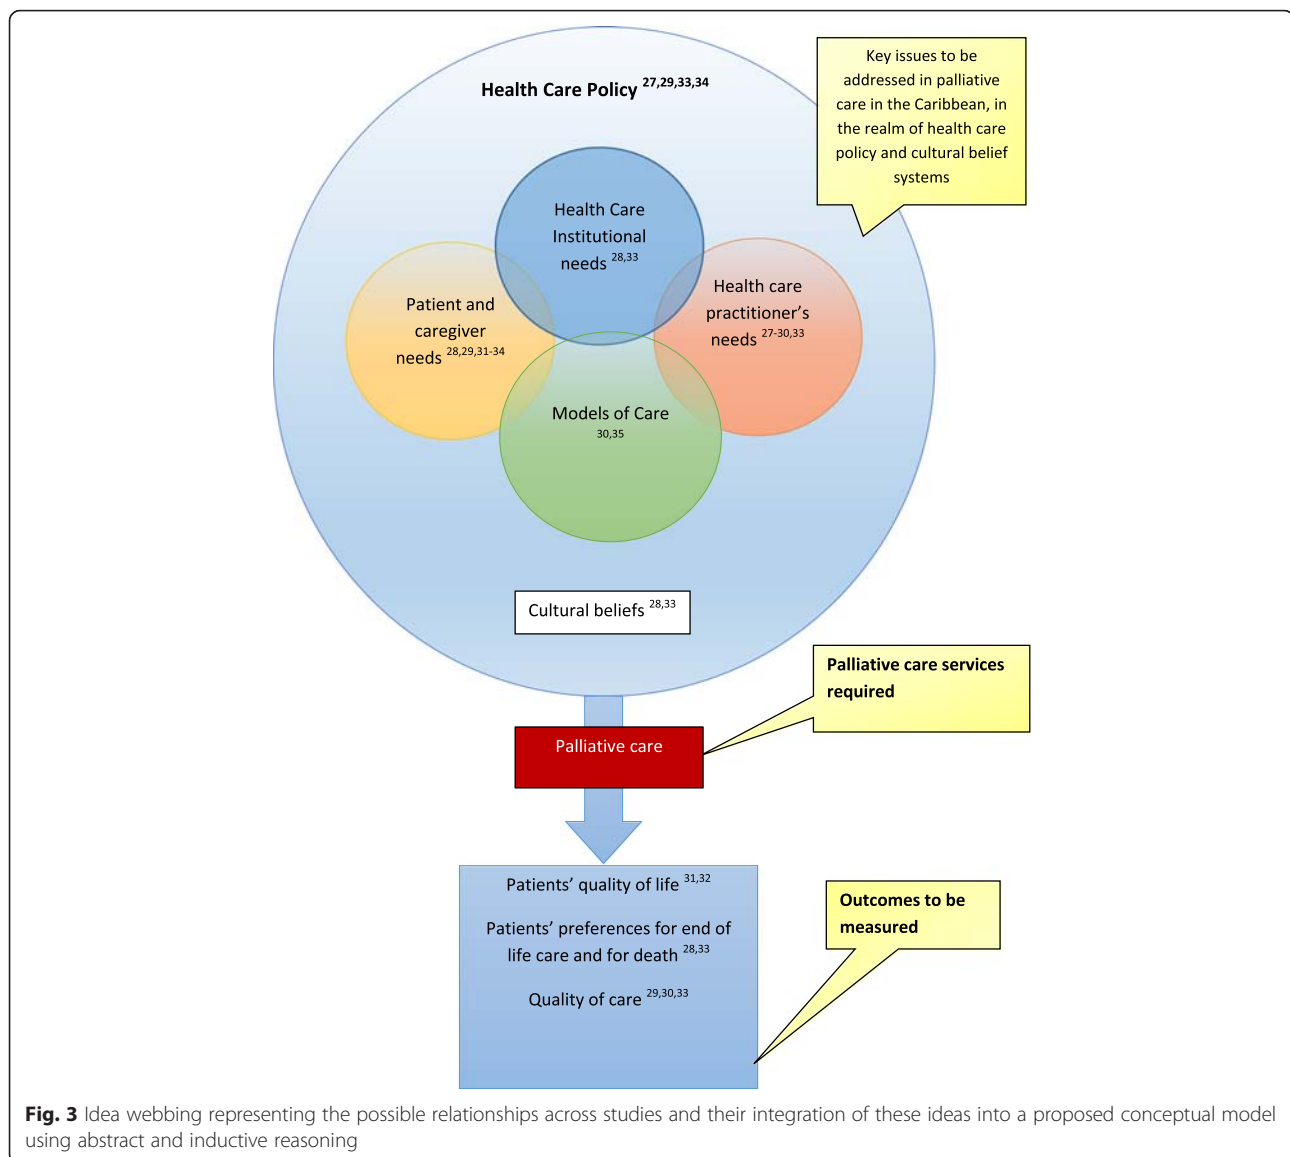 Health Care Policy 27,29,33,34
Key issues to be
addressed in palliative
care in the Caribbean, in
the realm of health care
policy and cultural belief
systems
Health Care
Institutional
needs 28,33
Patient and
caregiver
needs 28,29,31-34
Health care
practitioner’s
needs 27-30,33
Models of Care
30,35
Cultural beliefs 28,33
Palliative care services
required
Palliative care
Patients’ quality of life 31,32
Patients’ preferences for end of
life care and for death 28,33
Quality of care 29,30,33
Outcomes to be
measured
Fig. 3 Idea webbing representing the possible relationships across studies and their integration of these ideas into a proposed conceptual model
using abstract and inductive reasoning